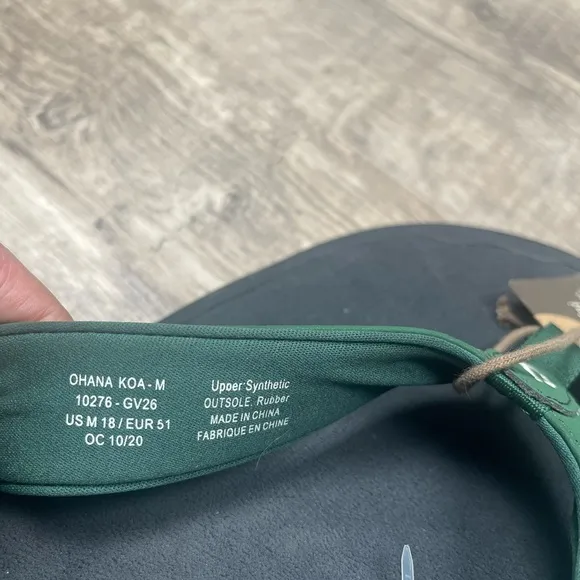 OHANA KOA - M
10276 - GV26
US M 18 / EUR 51
OC 10/20
Upper Synthetic
OUTSOLE. Rubber
MADE IN CHINA
FABRIQUE EN CHINE